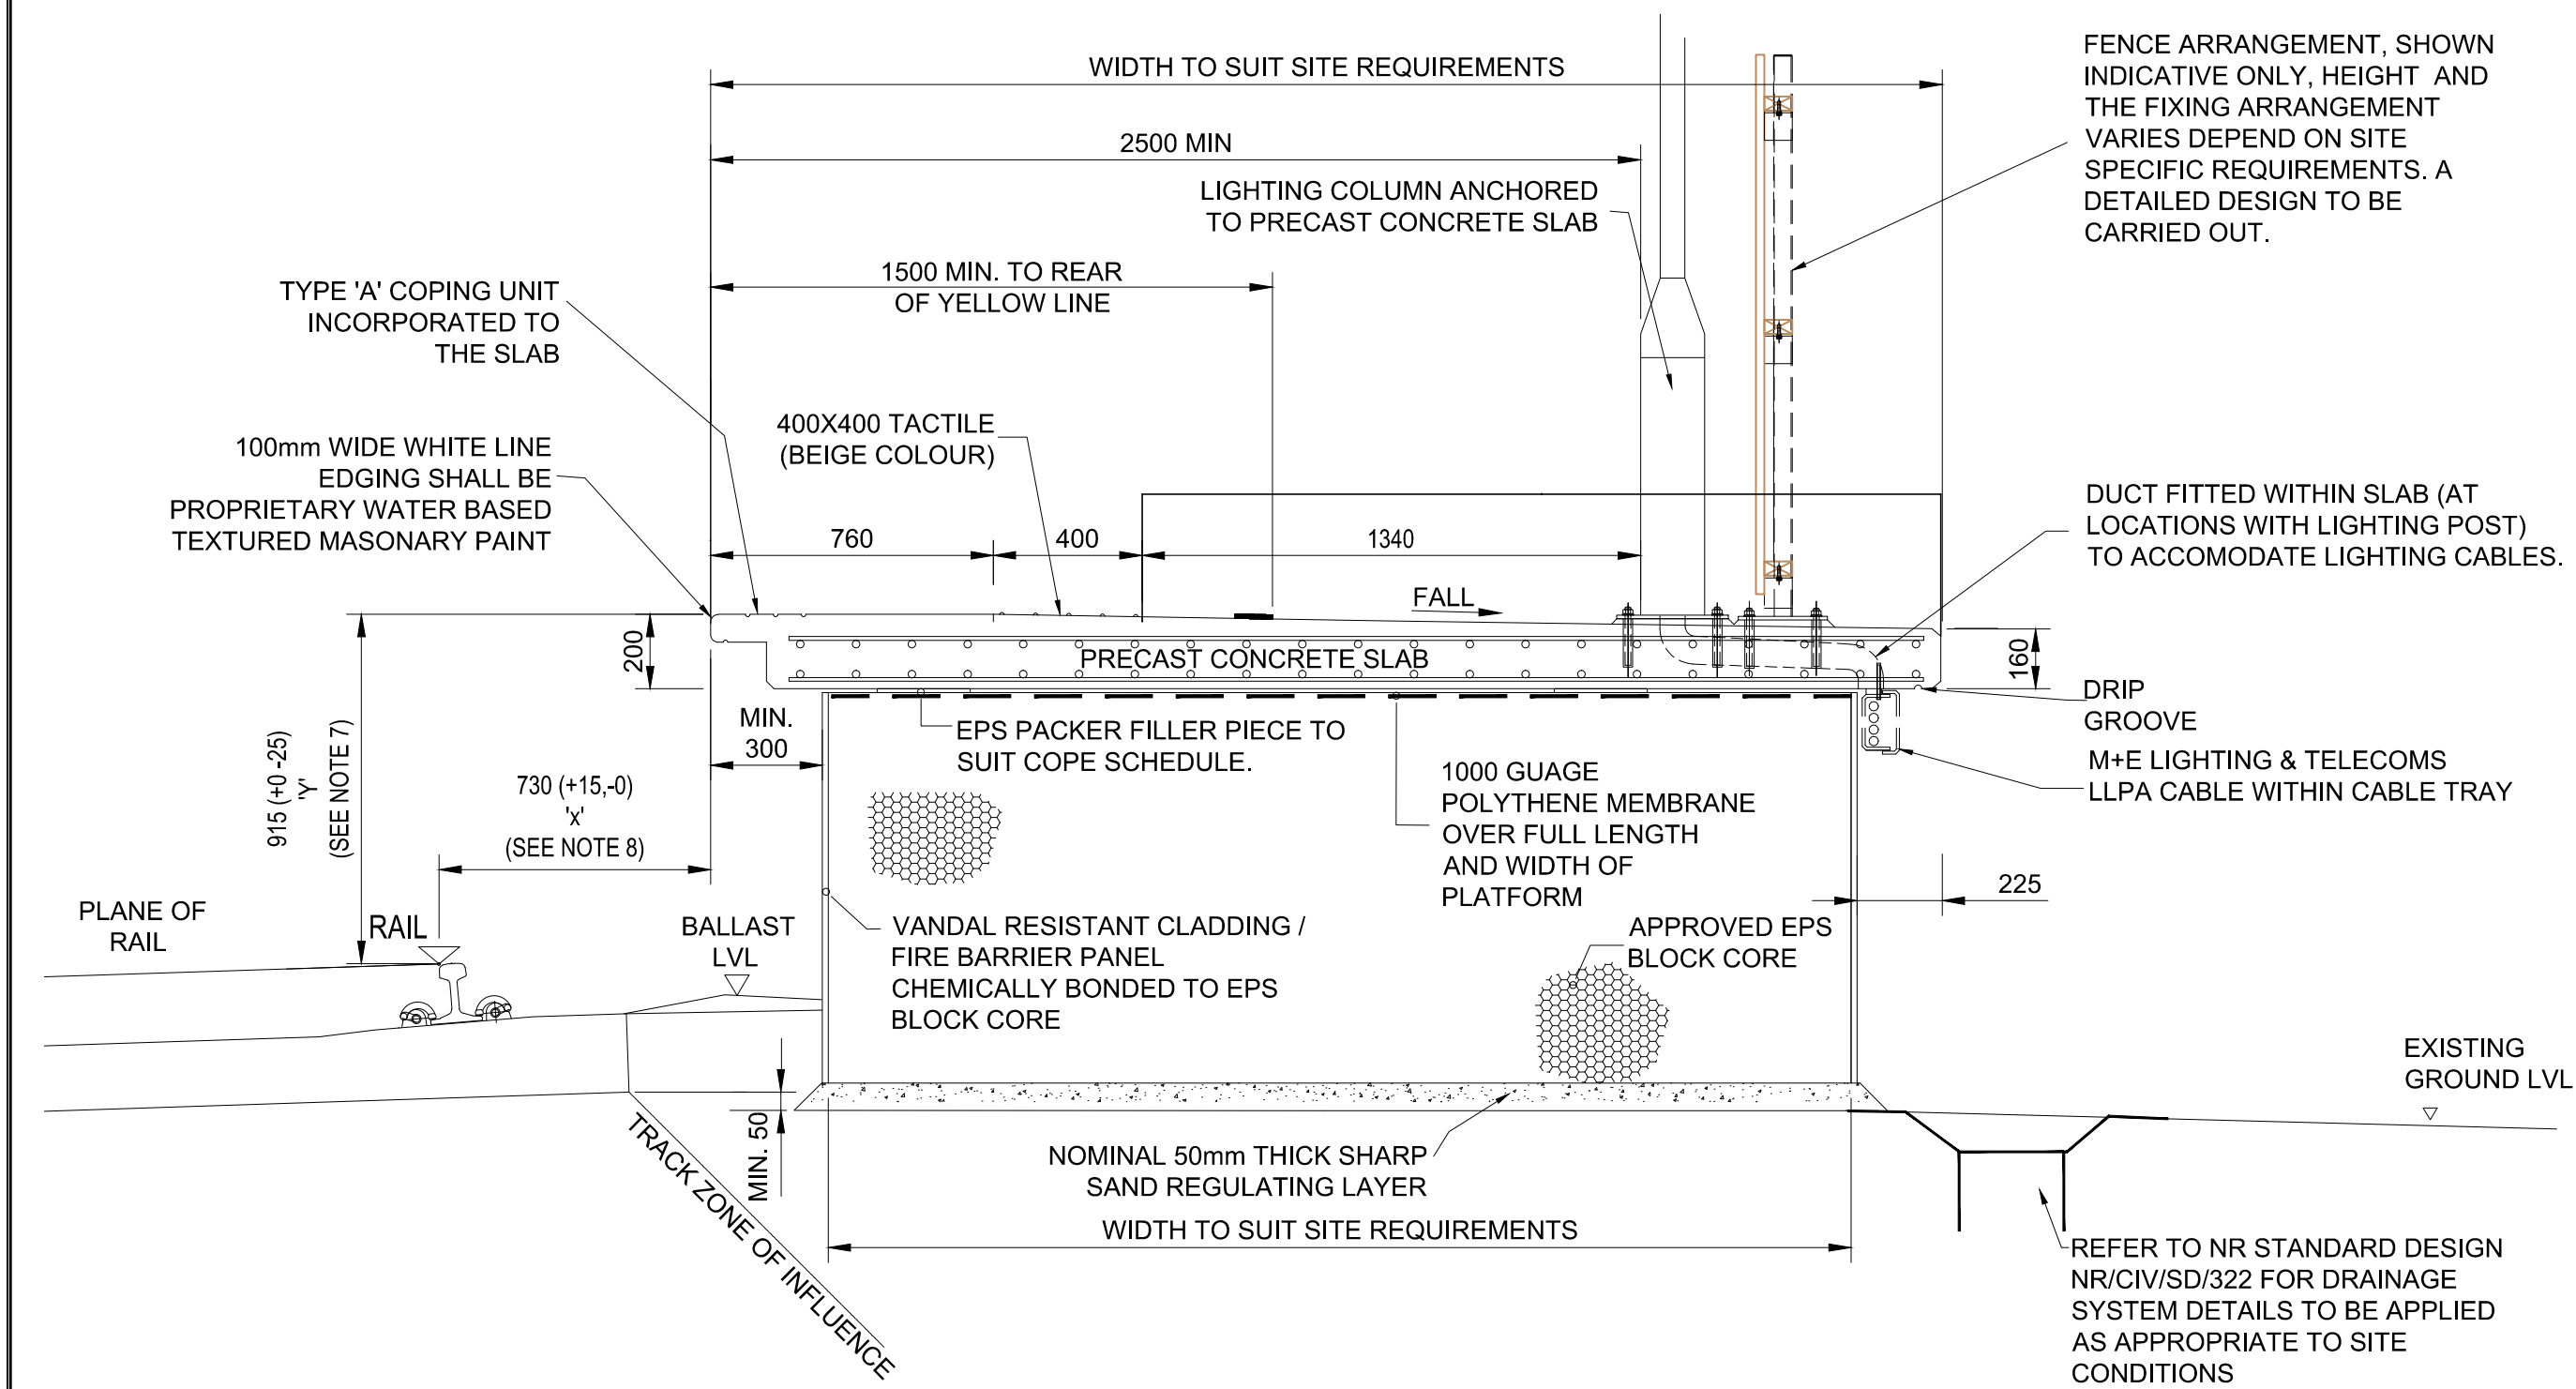 WIDTH TO SUIT SITE REQUIREMENTS
2500 MIN
LIGHTING COLUMN ANCHORED
TO PRECAST CONCRETE SLAB
FENCE ARRANGEMENT, SHOWN
INDICATIVE ONLY, HEIGHT AND
THE FIXING ARRANGEMENT
VARIES DEPEND ON SITE
SPECIFIC REQUIREMENTS. A
DETAILED DESIGN TO BE
CARRIED OUT.
1500 MIN. TO REAR
OF YELLOW LINE
TYPE 'A' COPING UNIT
INCORPORATED TO
THE SLAB
400X400 TACTILE
(BEIGE COLOUR)
100mm WIDE WHITE LINE
EDGING SHALL BE
PROPRIETARY WATER BASED
TEXTURED MASONARY PAINT
760
400
1340
DUCT FITTED WITHIN SLAB (AT
LOCATIONS WITH LIGHTING POST)
TO ACCOMODATE LIGHTING CABLES.
FALL
200
PRECAST CONCRETE SLAB
160
DRIP
GROOVE
MIN.
300
EPS PACKER FILLER PIECE TO
SUIT COPE SCHEDULE.
M+E LIGHTING & TELECOMS
LLPA CABLE WITHIN CABLE TRAY
915 (+0 -25)
'Y'
(SEE NOTE 7)
730 (+15,-0)
'x'
(SEE NOTE 8)
1000 GUAGE
POLYTHENE MEMBRANE
OVER FULL LENGTH
AND WIDTH OF
PLATFORM
225
PLANE OF
RAIL
RAIL
BALLAST
LVL
VANDAL RESISTANT CLADDING /
FIRE BARRIER PANEL
CHEMICALLY BONDED TO EPS
BLOCK CORE
APPROVED EPS
BLOCK CORE
EXISTING
GROUND LVL
MIN. 50
TRACK ZONE OF INFLUENCE
NOMINAL 50mm THICK SHARP
SAND REGULATING LAYER
WIDTH TO SUIT SITE REQUIREMENTS
REFER TO NR STANDARD DESIGN
NR/CIV/SD/322 FOR DRAINAGE
SYSTEM DETAILS TO BE APPLIED
AS APPROPRIATE TO SITE
CONDITIONS